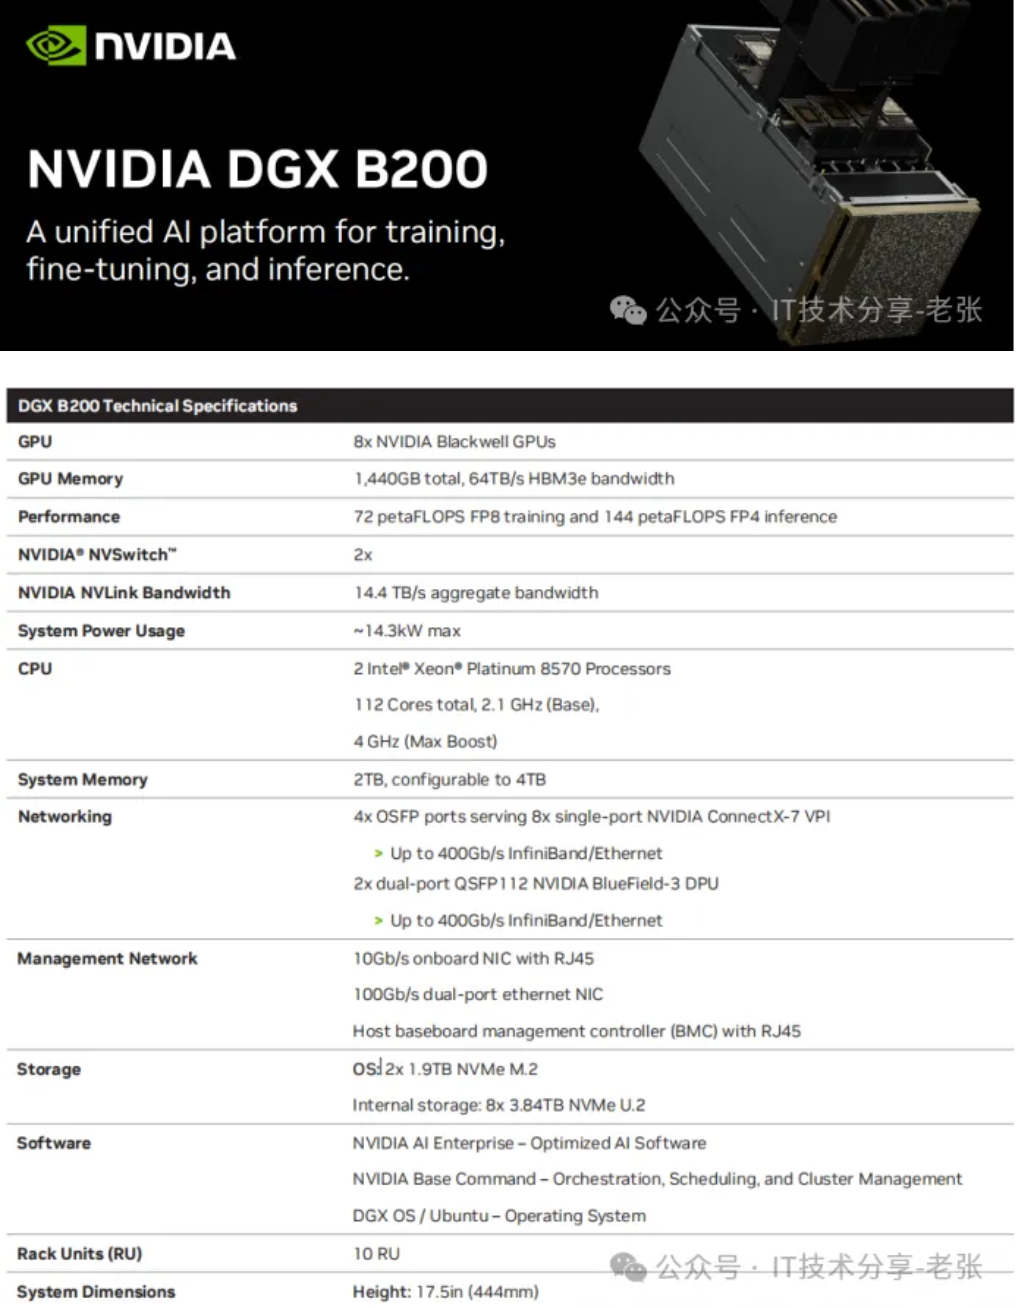 NVIDIA
NVIDIA DGX B200
A unified AI platform for training,
fine-tuning, and inference.
公众号 · IT技术分享-老张
DGX B200 Technical Specifications
GPU 8x NVIDIA Blackwell GPUs
GPU Memory 1,440GB total, 64TB/s HBM3e bandwidth
Performance 72 petaFLOPS FP8 training and 144 petaFLOPS FP4 inference
NVIDIA® NVSwitch™ 2x
NVIDIA NVLink Bandwidth 14.4 TB/s aggregate bandwidth
System Power Usage ~14.3kW max
CPU 2 Intel® Xeon® Platinum 8570 Processors
112 Cores total, 2.1 GHz (Base),
4 GHz (Max Boost)
System Memory 2TB, configurable to 4TB
Networking 4x OSFP ports serving 8x single-port NVIDIA ConnectX-7 VPI
> Up to 400Gb/s InfiniBand/Ethernet
2x dual-port QSFP112 NVIDIA BlueField-3 DPU
> Up to 400Gb/s InfiniBand/Ethernet
Management Network 10Gb/s onboard NIC with RJ45
100Gb/s dual-port ethernet NIC
Host baseboard management controller (BMC) with RJ45
Storage OS: 2x 1.9TB NVMe M.2
Internal storage: 8x 3.84TB NVMe U.2
Software NVIDIA AI Enterprise – Optimized AI Software
NVIDIA Base Command – Orchestration, Scheduling, and Cluster Management
DGX OS / Ubuntu – Operating System
Rack Units (RU) 10 RU
公众号 · IT技术分享-老张
System Dimensions Height: 17.5in (444mm)